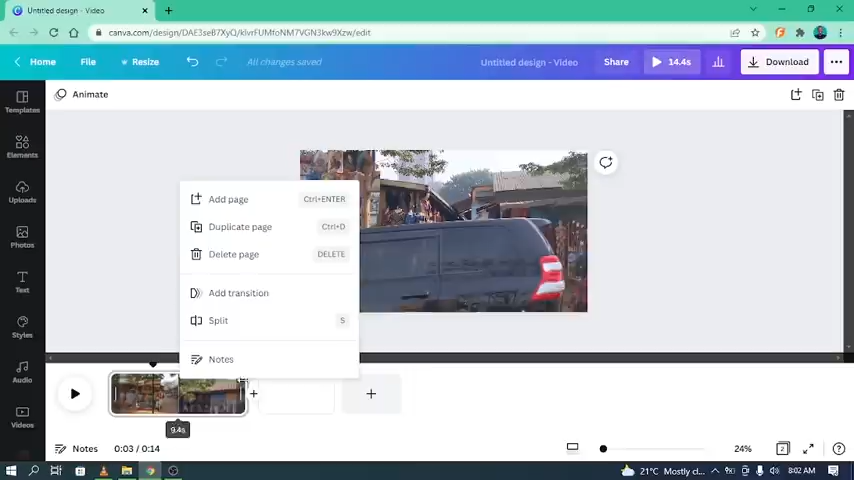 Untitled design - Video
canva.com/design/DAE3seB7XyQ/klvrFUMfoNM7VGN3kw9Xzw/edit
Home
File
Resize
All changes saved
Untitled design - Video
Share
14.4s
Download
Templates
Animate
Elements
Uploads
Photos
Text
Styles
Audio
Videos
Add page Ctrl+ENTER
Duplicate page Ctrl+D
Delete page DELETE
Add transition
Split S
Notes
9.4s
Notes 0:03 / 0:14
24%
2
21°C Mostly cl...
8:02 AM